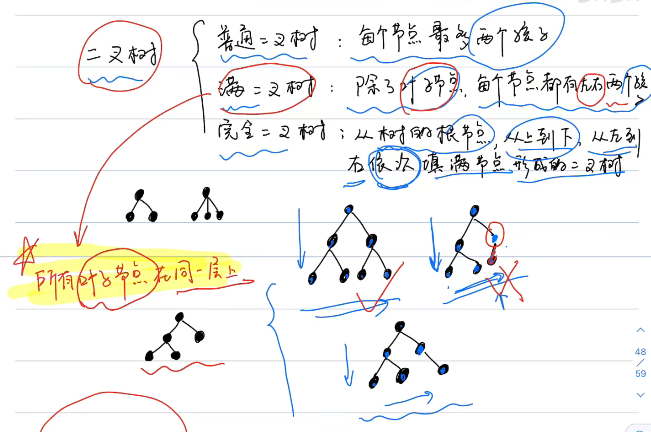 二叉树
普通二叉树：每个节点最多两个孩子
满二叉树：除了叶子节点，每个节点都有左右两个孩
完全二叉树：从树的根节点，从上到下，从左到
右依次填满节点形成的二叉树
所有叶子节点在同一层上
48
59